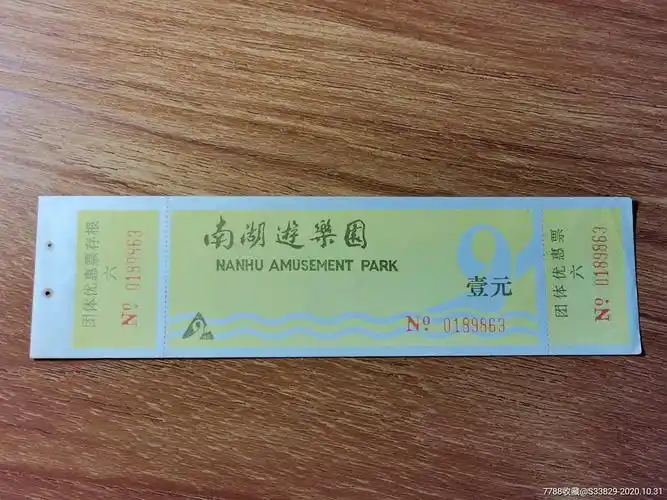 团体优惠票存根
六
Nº 0189863
南湖遊樂園
NANHU AMUSEMENT PARK
91
壹元
Nº 0189863
团体优惠票
六
Nº 0189863
7788收藏@S33829-2020.10.31